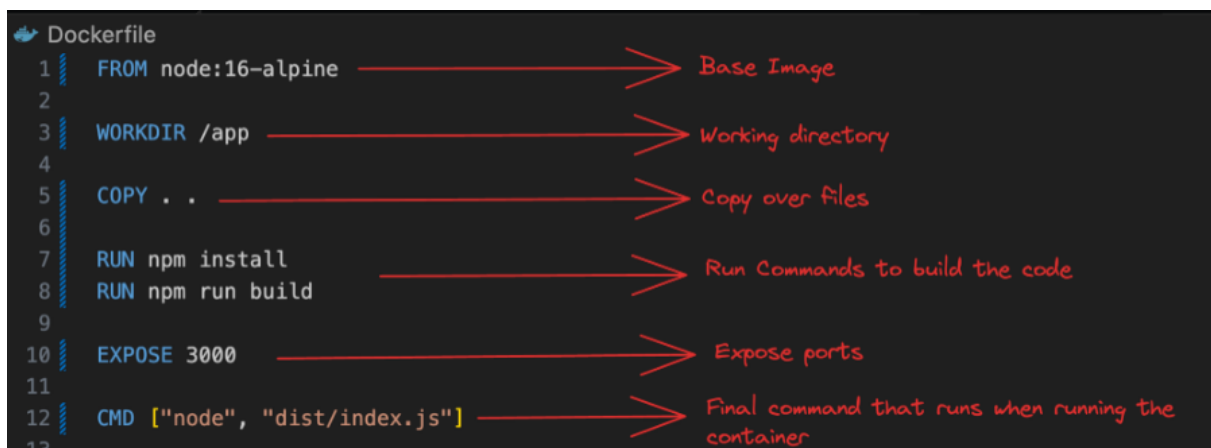 Dockerfile
1 FROM node:16-alpine Base Image
2
3 WORKDIR /app Working directory
4
5 COPY . . Copy over files
6
7 RUN npm install
Run Commands to build the code
8 RUN npm run build
9
10 EXPOSE 3000 Expose ports
11
12 CMD ["node", "dist/index.js"] Final command that runs when running the
container
13